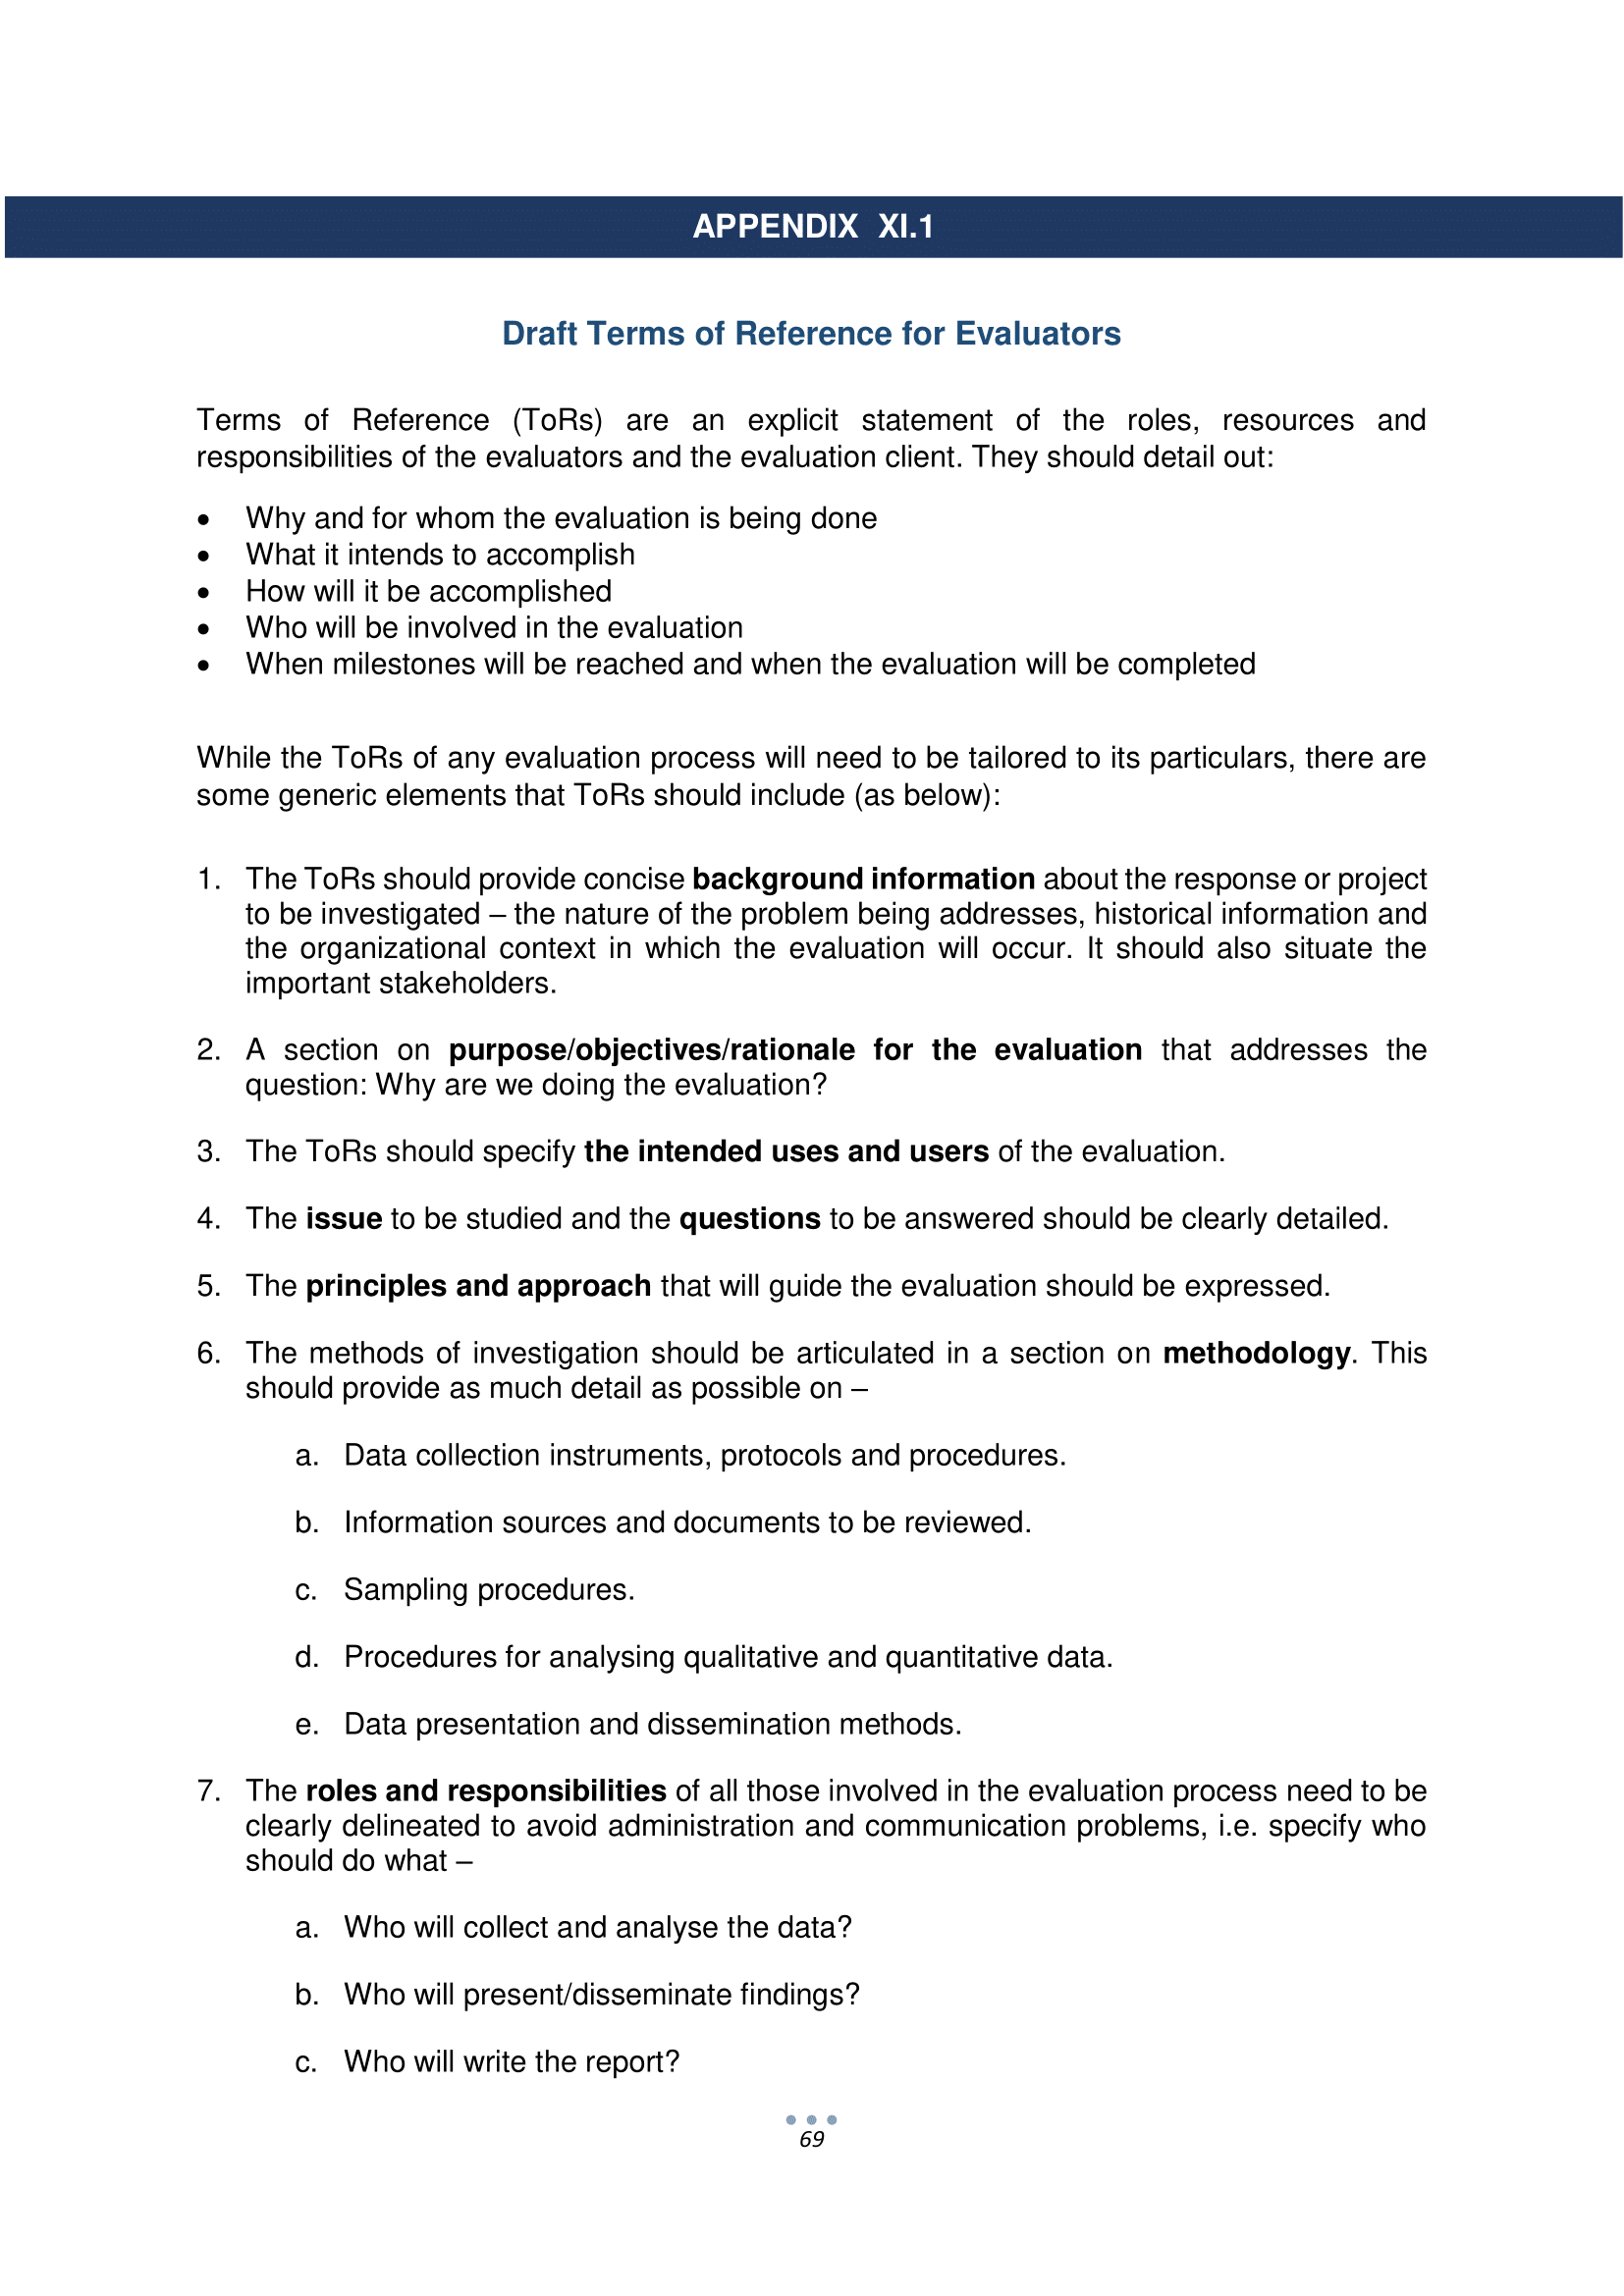 APPENDIX XI.1
Draft Terms of Reference for Evaluators
Terms of Reference (ToRs) are an explicit statement of the roles, resources and
responsibilities of the evaluators and the evaluation client. They should detail out:
• Why and for whom the evaluation is being done
• What it intends to accomplish
• How will it be accomplished
• Who will be involved in the evaluation
• When milestones will be reached and when the evaluation will be completed
While the ToRs of any evaluation process will need to be tailored to its particulars, there are
some generic elements that ToRs should include (as below):
1. The ToRs should provide concise background information about the response or project
to be investigated – the nature of the problem being addresses, historical information and
the organizational context in which the evaluation will occur. It should also situate the
important stakeholders.
2. A section on purpose/objectives/rationale for the evaluation that addresses the
question: Why are we doing the evaluation?
3. The ToRs should specify the intended uses and users of the evaluation.
4. The issue to be studied and the questions to be answered should be clearly detailed.
5. The principles and approach that will guide the evaluation should be expressed.
6. The methods of investigation should be articulated in a section on methodology. This
should provide as much detail as possible on –
a. Data collection instruments, protocols and procedures.
b. Information sources and documents to be reviewed.
c. Sampling procedures.
d. Procedures for analysing qualitative and quantitative data.
e. Data presentation and dissemination methods.
7. The roles and responsibilities of all those involved in the evaluation process need to be
clearly delineated to avoid administration and communication problems, i.e. specify who
should do what –
a. Who will collect and analyse the data?
b. Who will present/disseminate findings?
c. Who will write the report?
69